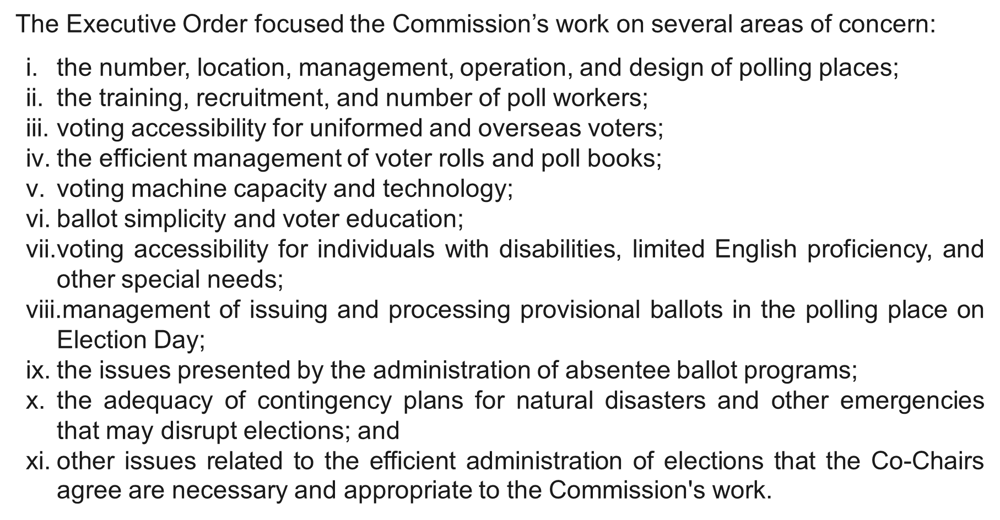 The Executive Order focused the Commission’s work on several areas of concern:
i. the number, location, management, operation, and design of polling places;
ii. the training, recruitment, and number of poll workers;
iii. voting accessibility for uniformed and overseas voters;
iv. the efficient management of voter rolls and poll books;
v. voting machine capacity and technology;
vi. ballot simplicity and voter education;
vii.voting accessibility for individuals with disabilities, limited English proficiency, and
other special needs;
viii.management of issuing and processing provisional ballots in the polling place on
Election Day;
ix. the issues presented by the administration of absentee ballot programs;
x. the adequacy of contingency plans for natural disasters and other emergencies
that may disrupt elections; and
xi. other issues related to the efficient administration of elections that the Co-Chairs
agree are necessary and appropriate to the Commission's work.